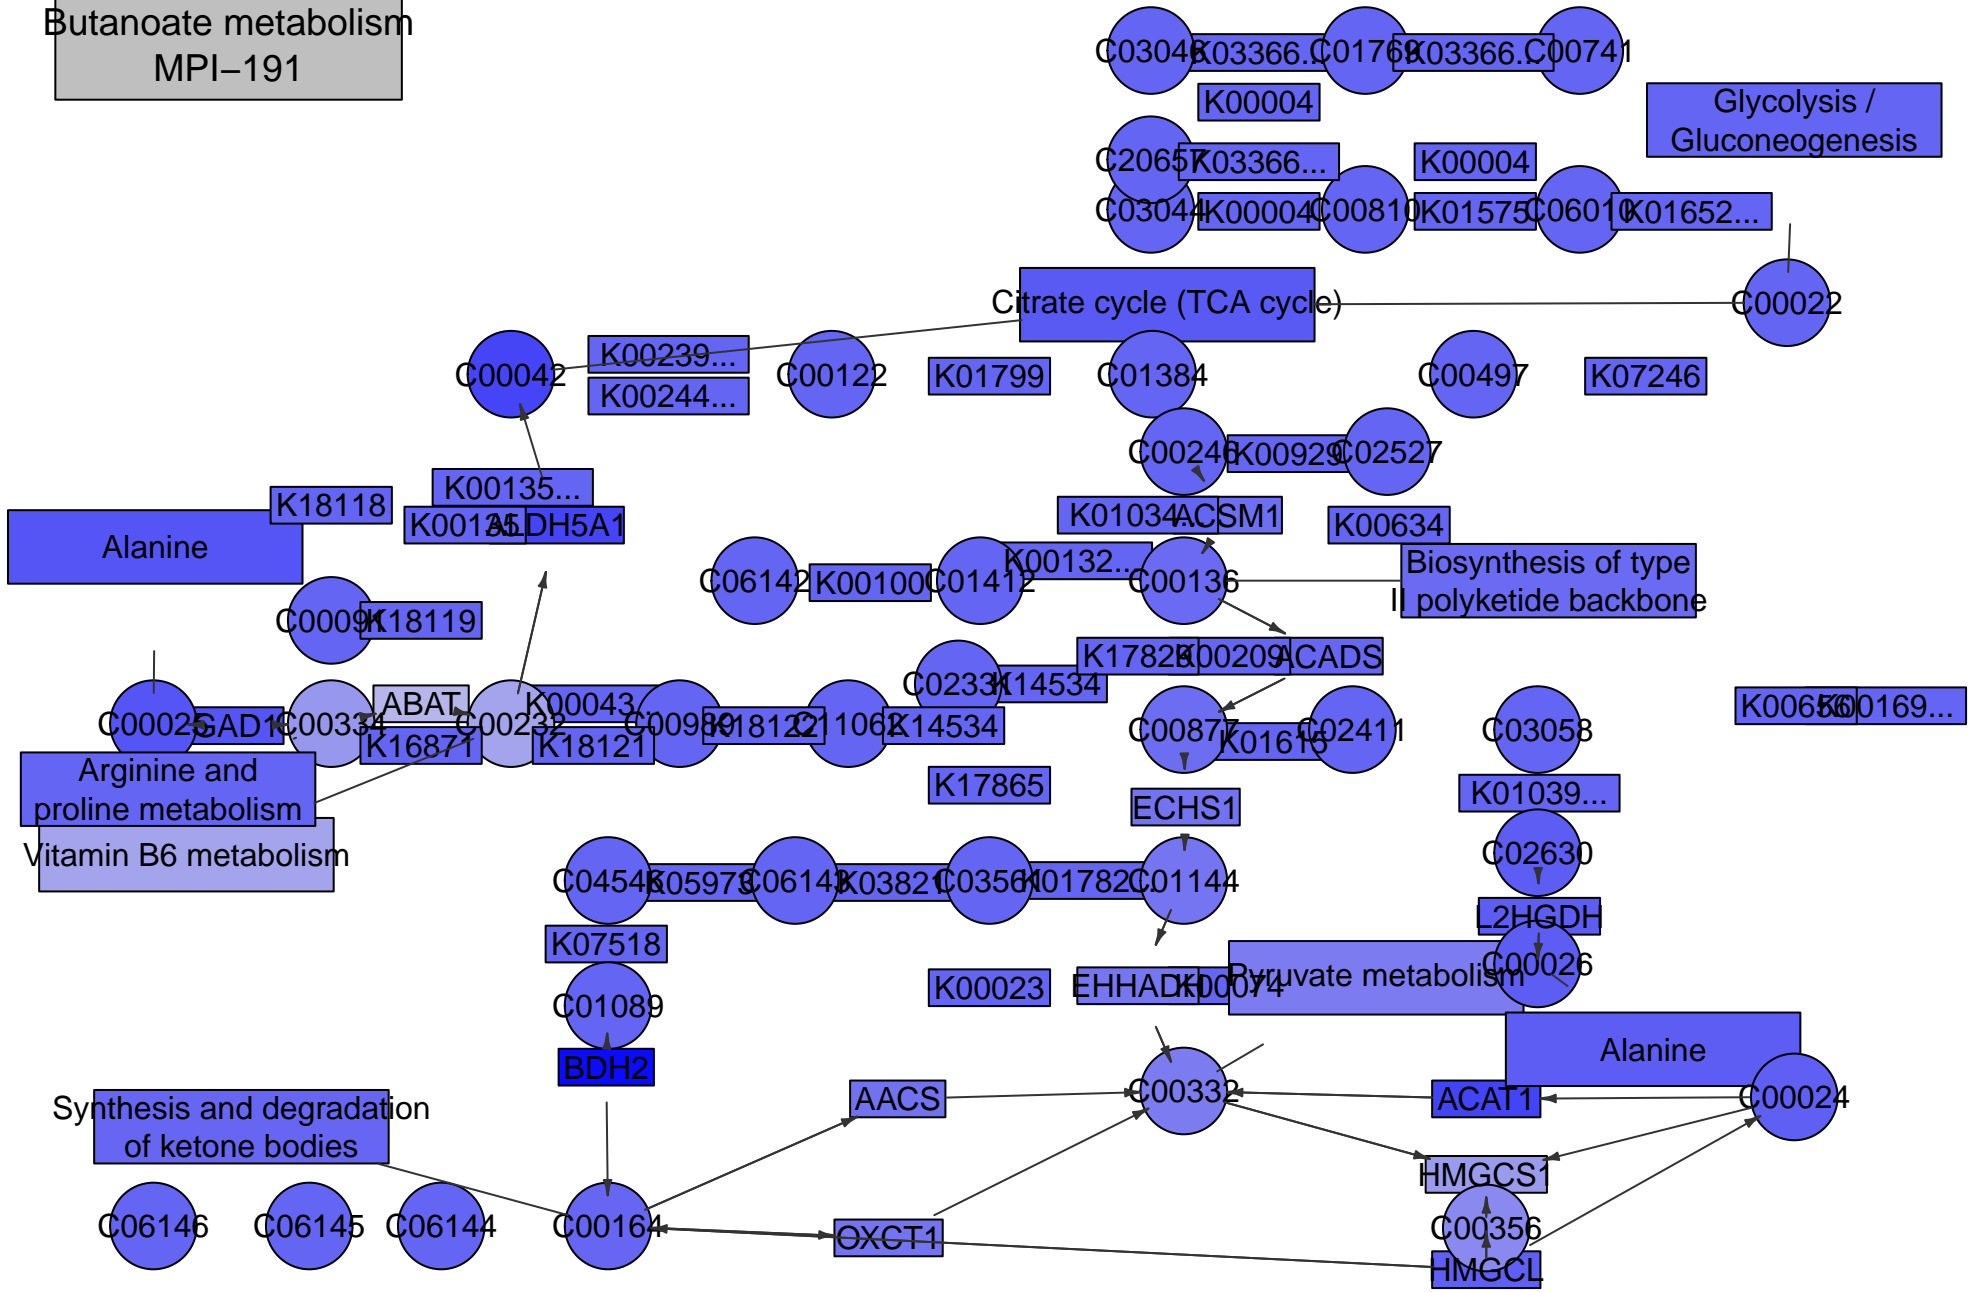 Butanoate metabolism
MPI−191
C03046
K03366...
C01769
K03366...
C00741
K00004
Glycolysis /
Gluconeogenesis
C20657
K03366...
K00004
C03044
K00004
C00810
K01575
C06010
K01652...
Citrate cycle (TCA cycle)
C00022
C00042
K00239...
K00244...
C00122
K01799
C01384
C00497
K07246
C00246
K00929
C02527
K18118
K00135...
K00135
ALDH5A1
K01034...
ACSM1
K00634
Alanine
C06142
K00100
C01412
K00132...
C00136
Biosynthesis of type
II polyketide backbone
C00091
K18119
K17829
K00209
ACADS
C02331
K14534
C00025
GAD1
C00334
ABAT
K16871
C00232
K00043...
K18121
C00989
K18122
C11062
K14534
C00877
K01615
C02411
C03058
K00656
K00169...
Arginine and
proline metabolism
K17865
ECHS1
K01039...
Vitamin B6 metabolism
C04546
K05973
C06143
K03821
C03561
K01782...
C01144
C02630
L2HGDH
K07518
C01089
K00023
EHHADH
K00074
Pyruvate metabolism
C00026
BDH2
Alanine
Synthesis and degradation
of ketone bodies
AACS
C00332
ACAT1
C00024
HMGCS1
C06146
C06145
C06144
C00164
OXCT1
C00356
HMGCL